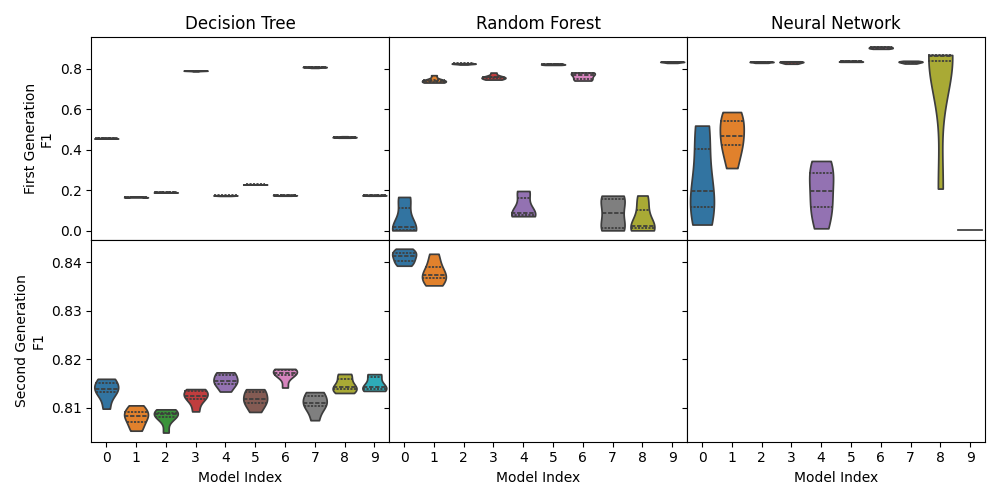 Decision Tree Random Forest Neural Network
First Generation
F1
0.8
0.6
0.4
0.2
0.0
Second Generation
F1
0.84
0.83
0.82
0.81
0 1 2 3 4 5 6 7 8 9 0 1 2 3 4 5 6 7 8 9 0 1 2 3 4 5 6 7 8 9
Model Index Model Index Model Index